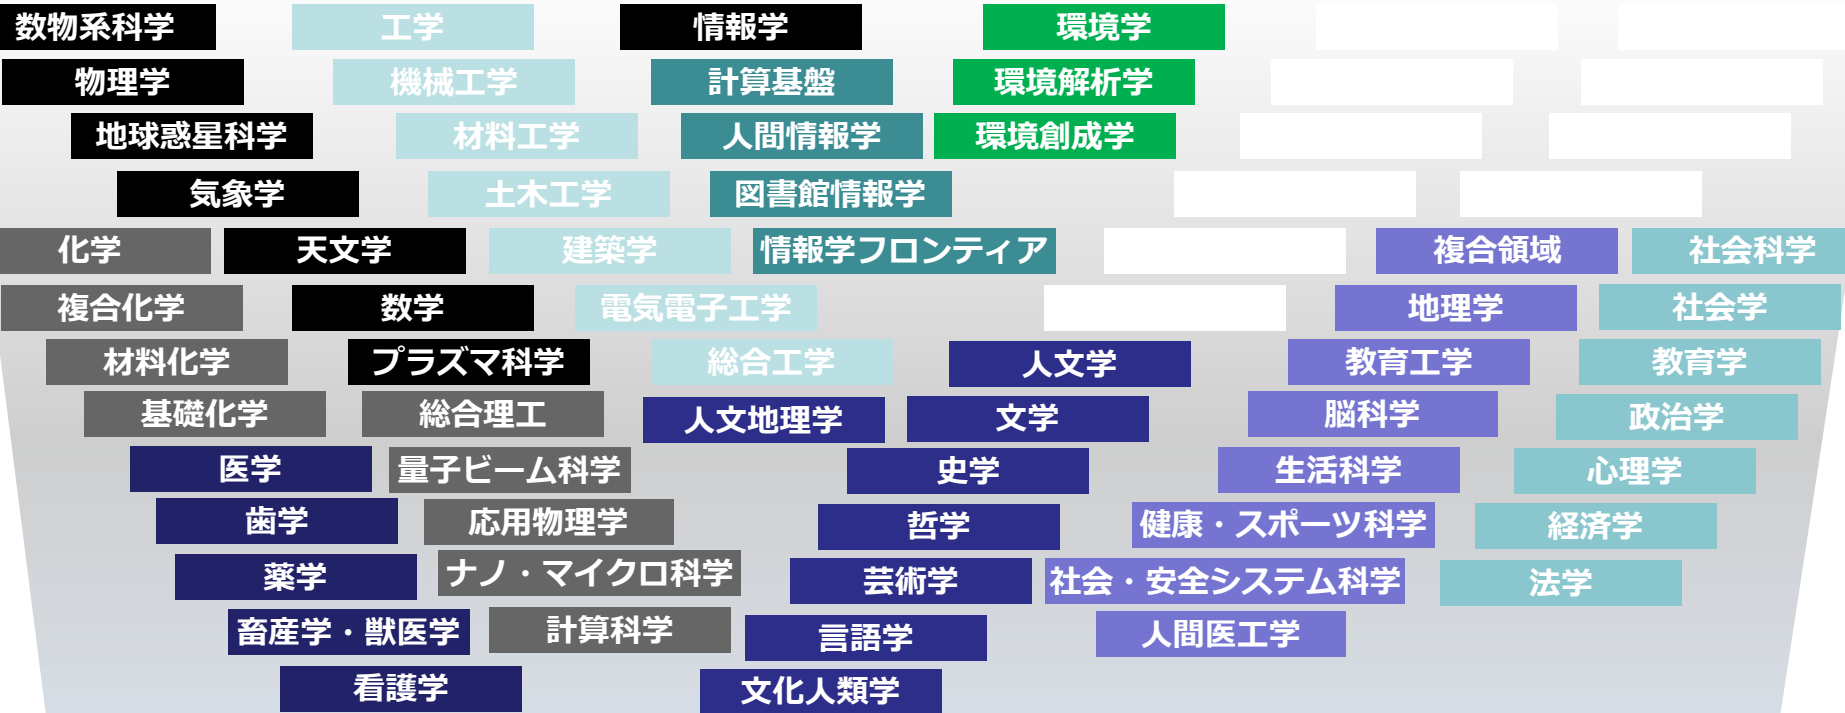 数物系科学
工学
情報学
環境学
物理学
機械工学
計算基盤
環境解析学
地球惑星科学
材料工学
人間情報学
環境創成学
気象学
土木工学
図書館情報学
化学
天文学
建築学
情報学フロンティア
複合領域
社会科学
複合化学
数学
電気電子工学
地理学
社会学
材料化学
プラズマ科学
総合工学
人文学
教育工学
教育学
基礎化学
総合理工
人文地理学
文学
脳科学
政治学
医学
量子ビーム科学
史学
生活科学
心理学
歯学
応用物理学
哲学
健康・スポーツ科学
経済学
薬学
ナノ・マイクロ科学
芸術学
社会・安全システム科学
法学
畜産学・獣医学
計算科学
言語学
人間医工学
看護学
文化人類学